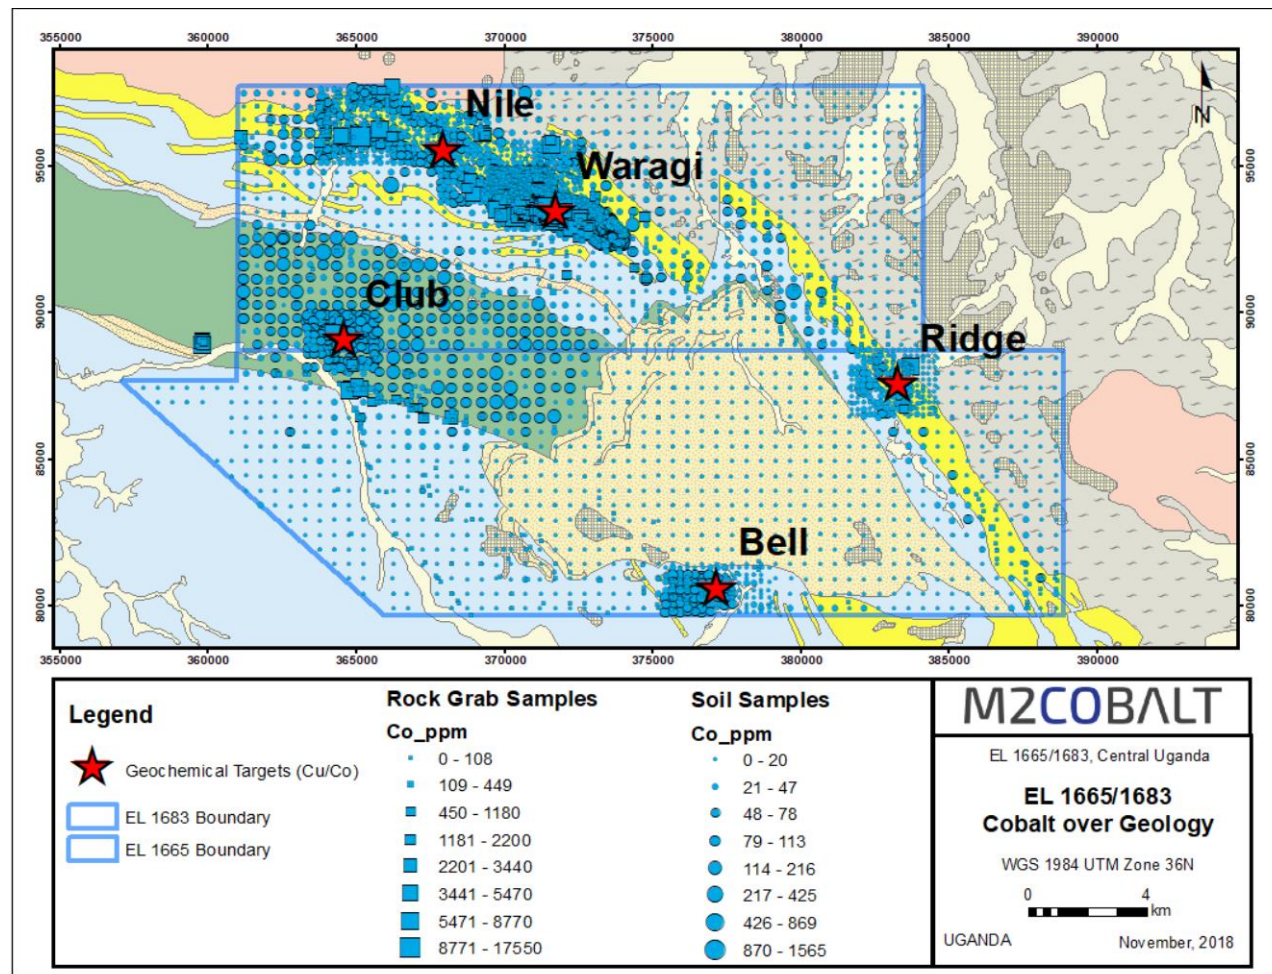 355000 360000 365000 370000 375000 380000 385000 390000
Nile
N
95000 Waragi 95000
Club
90000 90000
Ridge
85000 85000
Bell
80000 80000
355000 360000 365000 370000 375000 380000 385000 390000
Legend
Geochemical Targets (Cu/Co)
EL 1683 Boundary
EL 1665 Boundary
Rock Grab Samples
Co_ppm
0 - 108
109 - 449
450 - 1180
1181 - 2200
2201 - 3440
3441 - 5470
5471 - 8770
8771 - 17550
Soil Samples
Co_ppm
0 - 20
21 - 47
48 - 78
79 - 113
114 - 216
217 - 425
426 - 869
870 - 1565
M2COBALT
EL 1665/1683, Central Uganda
EL 1665/1683
Cobalt over Geology
WGS 1984 UTM Zone 36N
0 4
km
UGANDA November, 2018